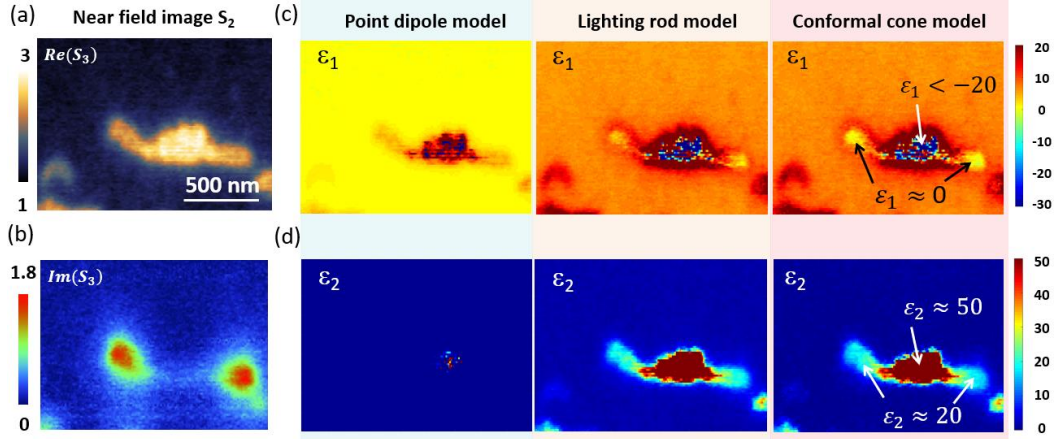 (a) Near field image S₂
3
Re(S₃)
500 nm
1
(b)
1.8
Im(S₃)
0
(c) Point dipole model Lighting rod model Conformal cone model
ε₁ ε₁ ε₁
ε₁ < −20
ε₁ ≈ 0
20
10
0
-10
-20
-30
(d)
ε₂ ε₂ ε₂
ε₂ ≈ 50
ε₂ ≈ 20
50
40
30
20
10
0